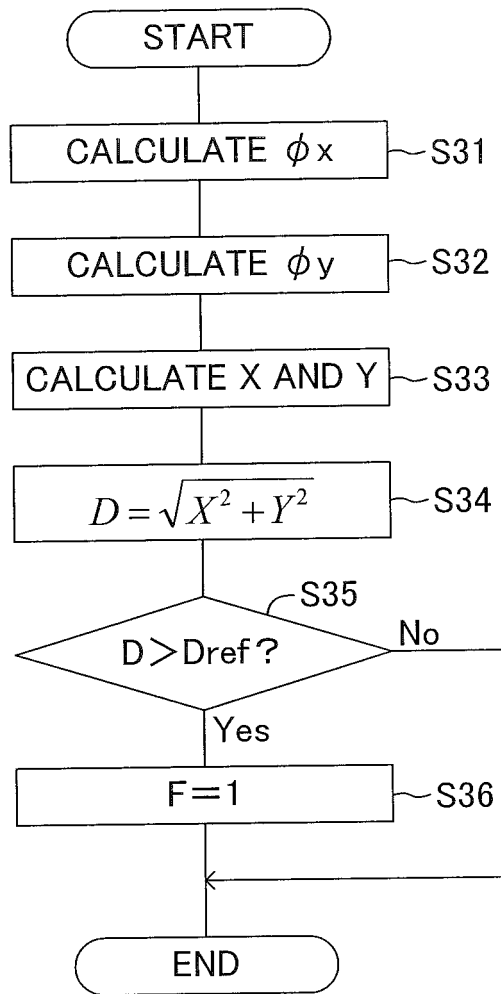 START
CALCULATE ϕx
S31
CALCULATE ϕy
S32
CALCULATE X AND Y
S33
D = √X² + Y²
S34
S35
D＞Dref?
No
Yes
F＝1
S36
END